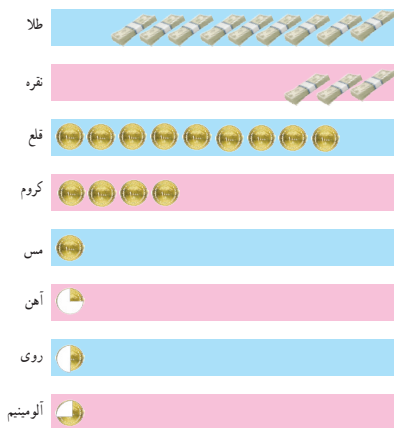 طلا
نقره
قلع
کروم
مس
آهن
روی
آلومینیم